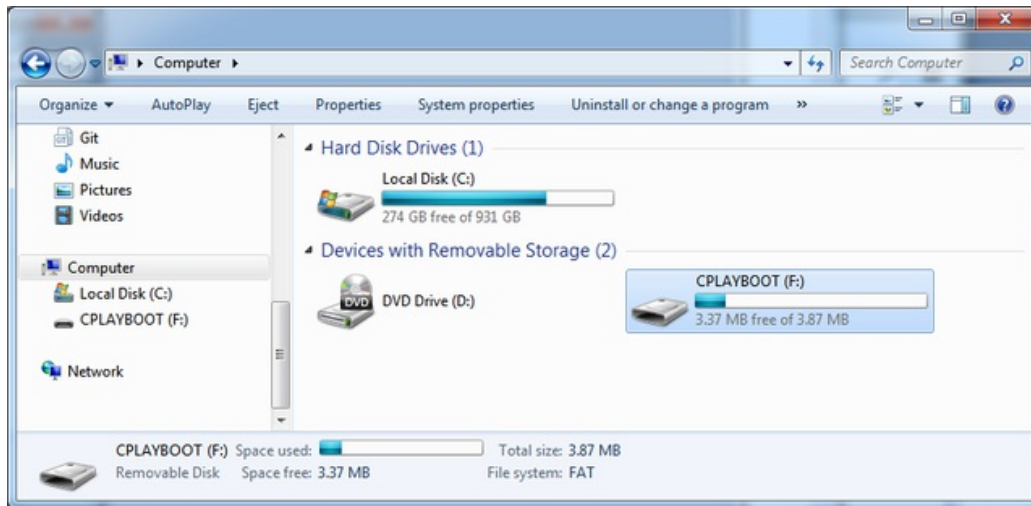 Computer
Search Computer
Organize AutoPlay Eject Properties System properties Uninstall or change a program »
Git
Music
Pictures
Videos
Computer
Local Disk (C:)
CPLAYBOOT (F:)
Network
Hard Disk Drives (1)
Local Disk (C:)
274 GB free of 931 GB
Devices with Removable Storage (2)
DVD
DVD Drive (D:)
CPLAYBOOT (F:)
3.37 MB free of 3.87 MB
CPLAYBOOT (F:) Space used: Total size: 3.87 MB
Removable Disk Space free: 3.37 MB File system: FAT